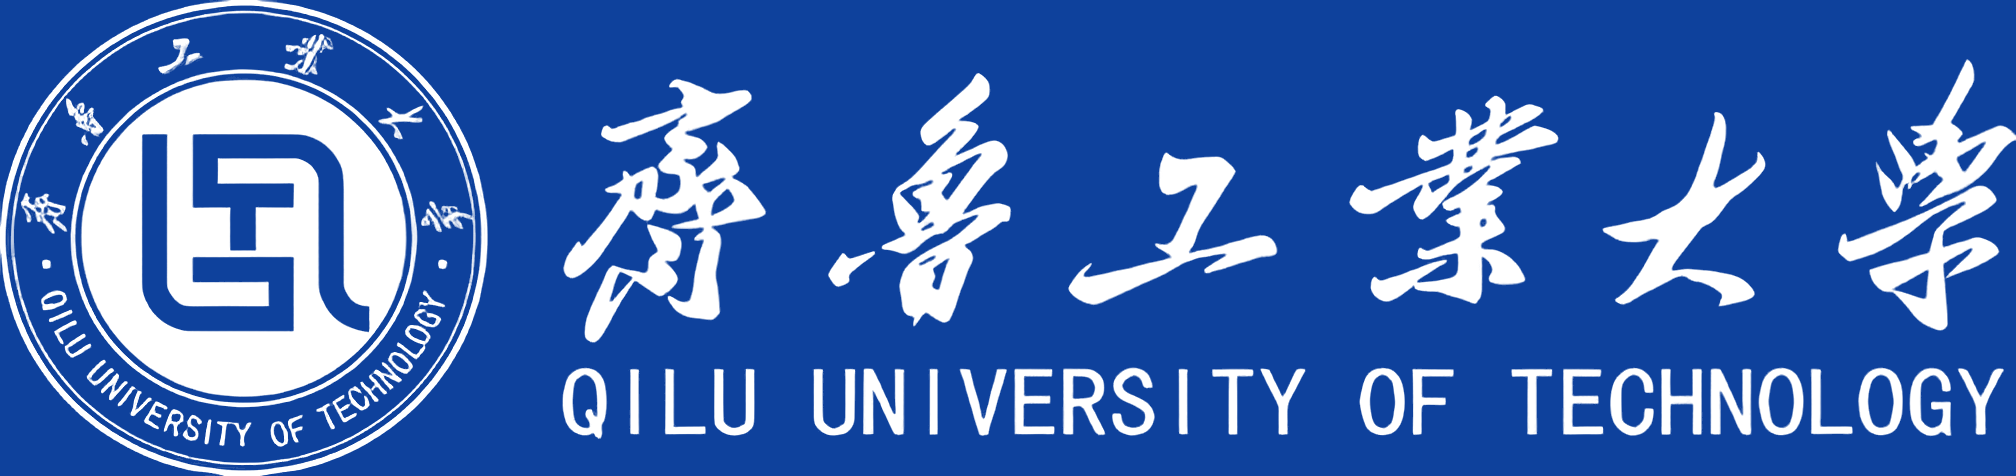 齊魯工業大學
· QILU UNIVERSITY OF TECHNOLOGY ·
齊魯工業大學
QILU UNIVERSITY OF TECHNOLOGY